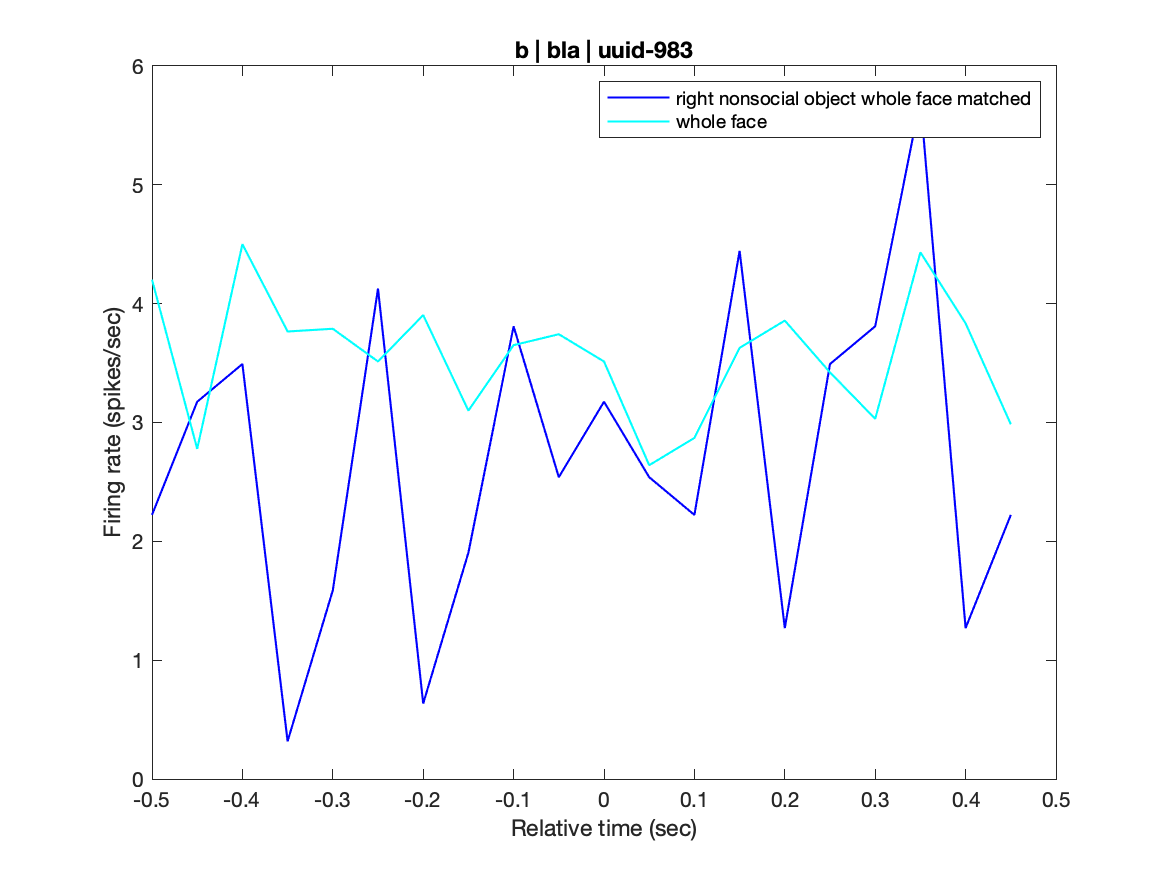 b | bla | uuid-983
right nonsocial object whole face matched
whole face
Firing rate (spikes/sec)
6
5
4
3
2
1
0
-0.5 -0.4 -0.3 -0.2 -0.1 0 0.1 0.2 0.3 0.4 0.5
Relative time (sec)